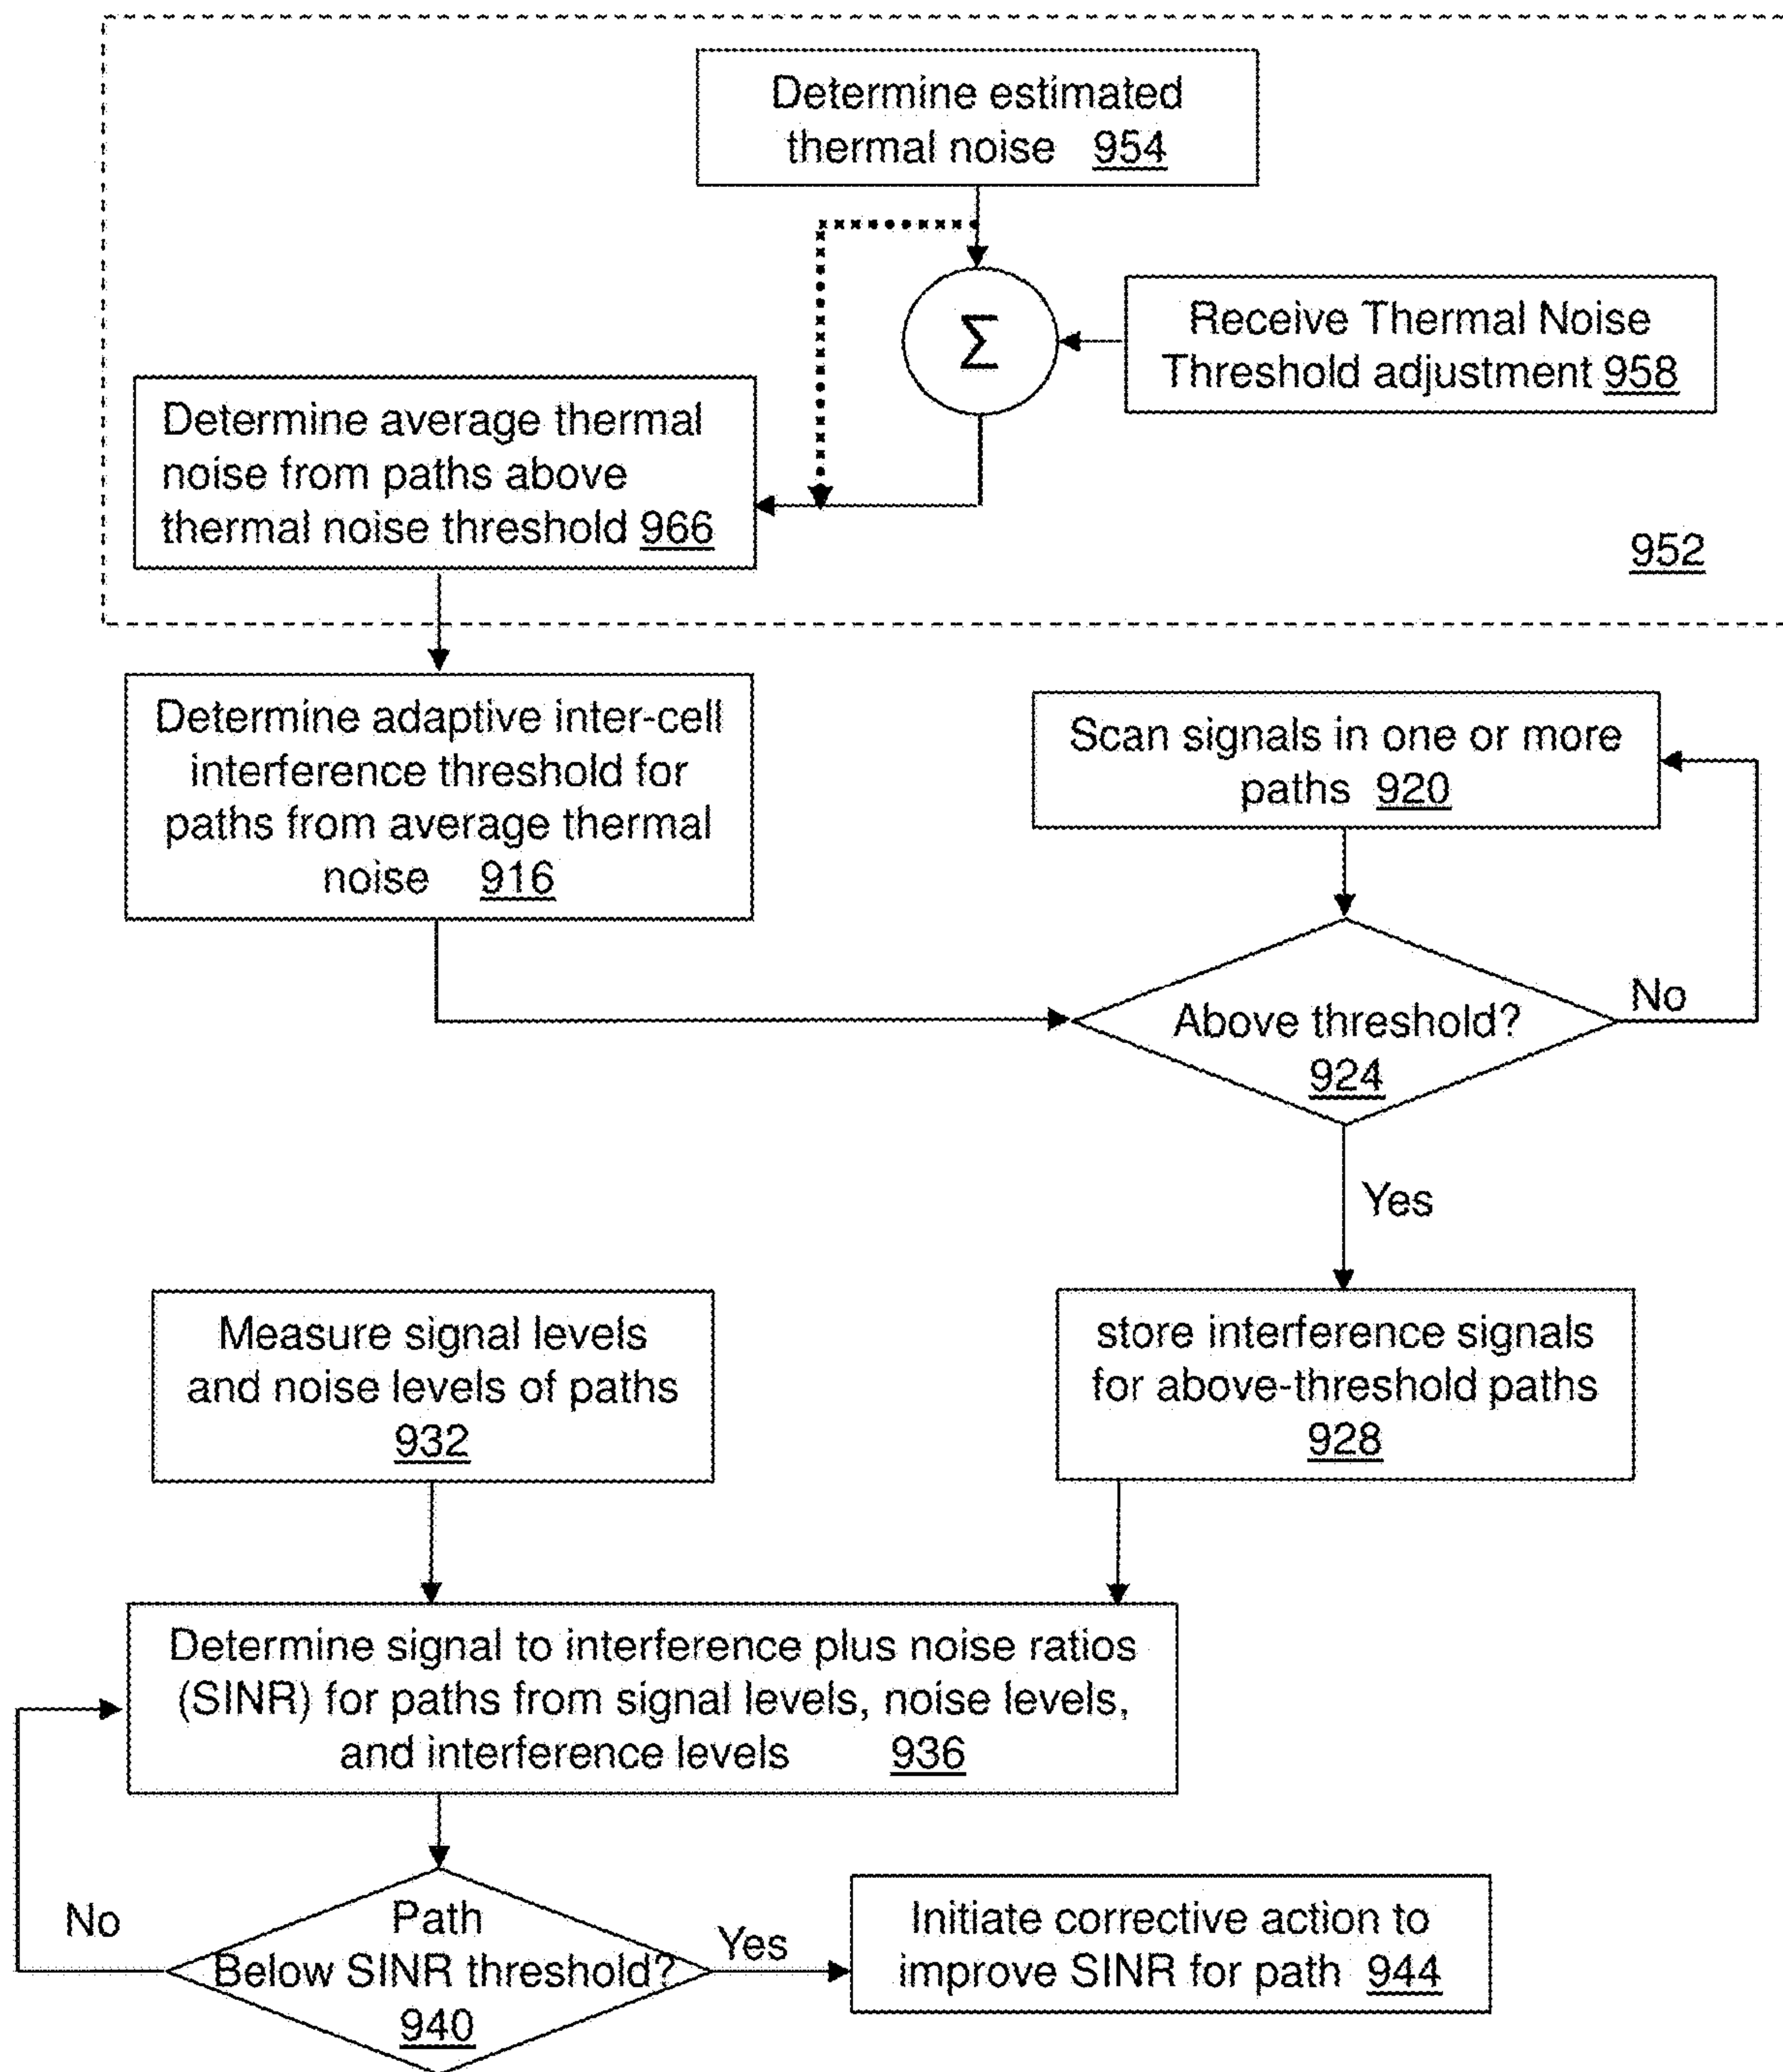 Determine estimated
thermal noise 954
Σ
Receive Thermal Noise
Threshold adjustment 958
Determine average thermal
noise from paths above
thermal noise threshold 966
952
Determine adaptive inter-cell
interference threshold for
paths from average thermal
noise 916
Scan signals in one or more
paths 920
Above threshold?
924
No
Yes
Measure signal levels
and noise levels of paths
932
store interference signals
for above-threshold paths
928
Determine signal to interference plus noise ratios
(SINR) for paths from signal levels, noise levels,
and interference levels 936
No
Path
Below SINR threshold?
940
Yes
Initiate corrective action to
improve SINR for path 944